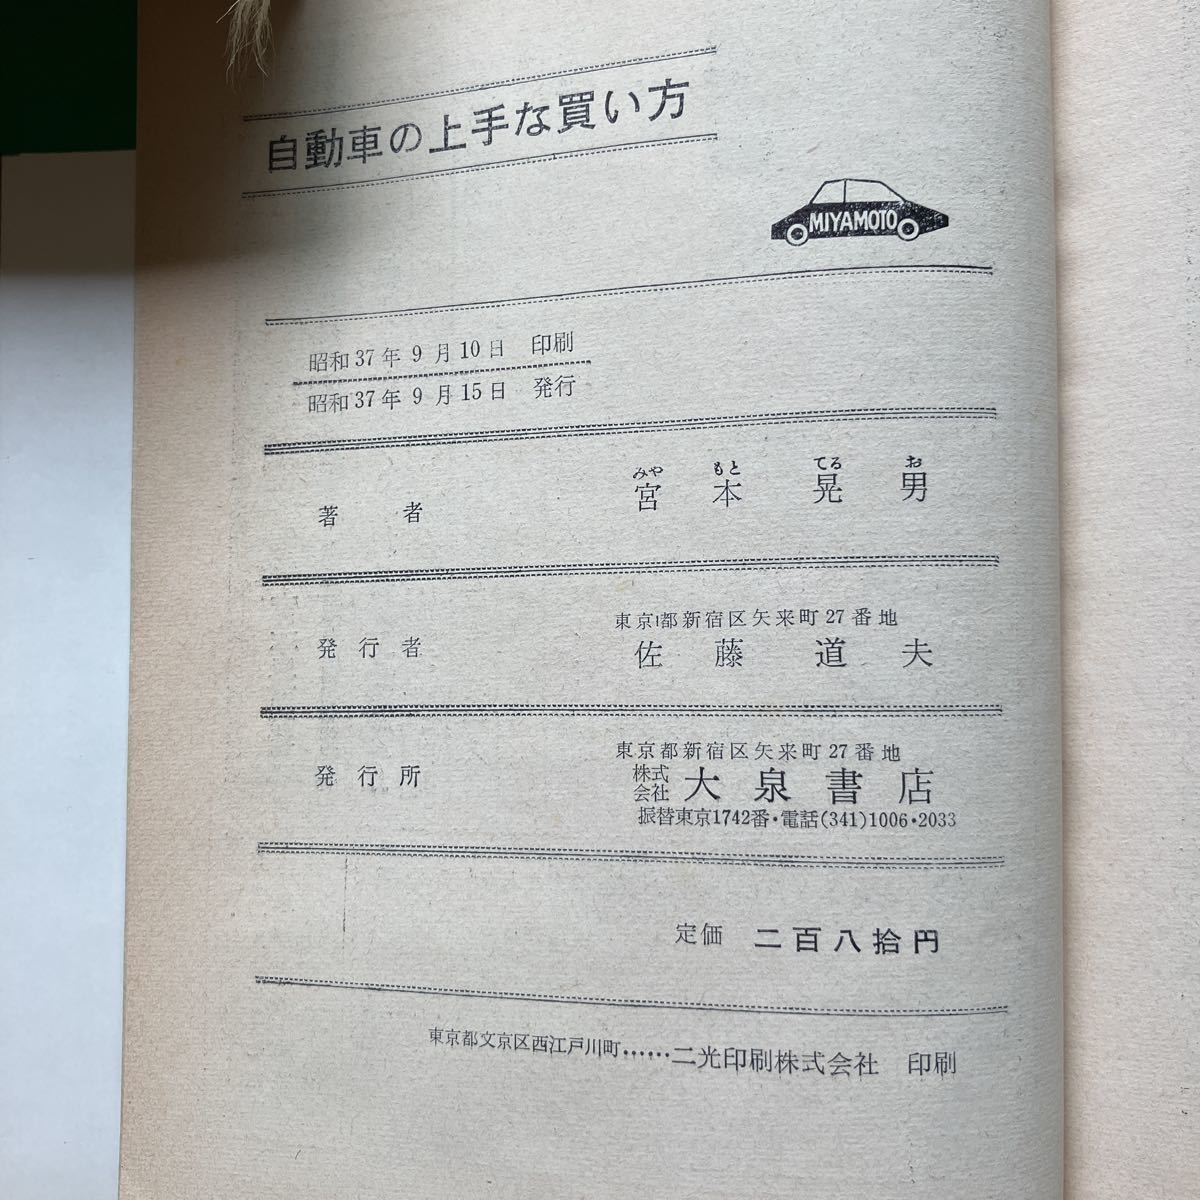 自動車の上手な買い方
MIYAMOTO
昭和37年9月10日 印刷
昭和37年9月15日 発行
みや もと てる お
著者 宮本晃男
東京都新宿区矢来町27番地
発行者 佐藤道夫
東京都新宿区矢来町27番地
発行所 株式会社 大泉書店
振替東京1742番・電話(341)1006・2033
定価 二百八拾円
東京都文京区西江戸川町……二光印刷株式会社 印刷